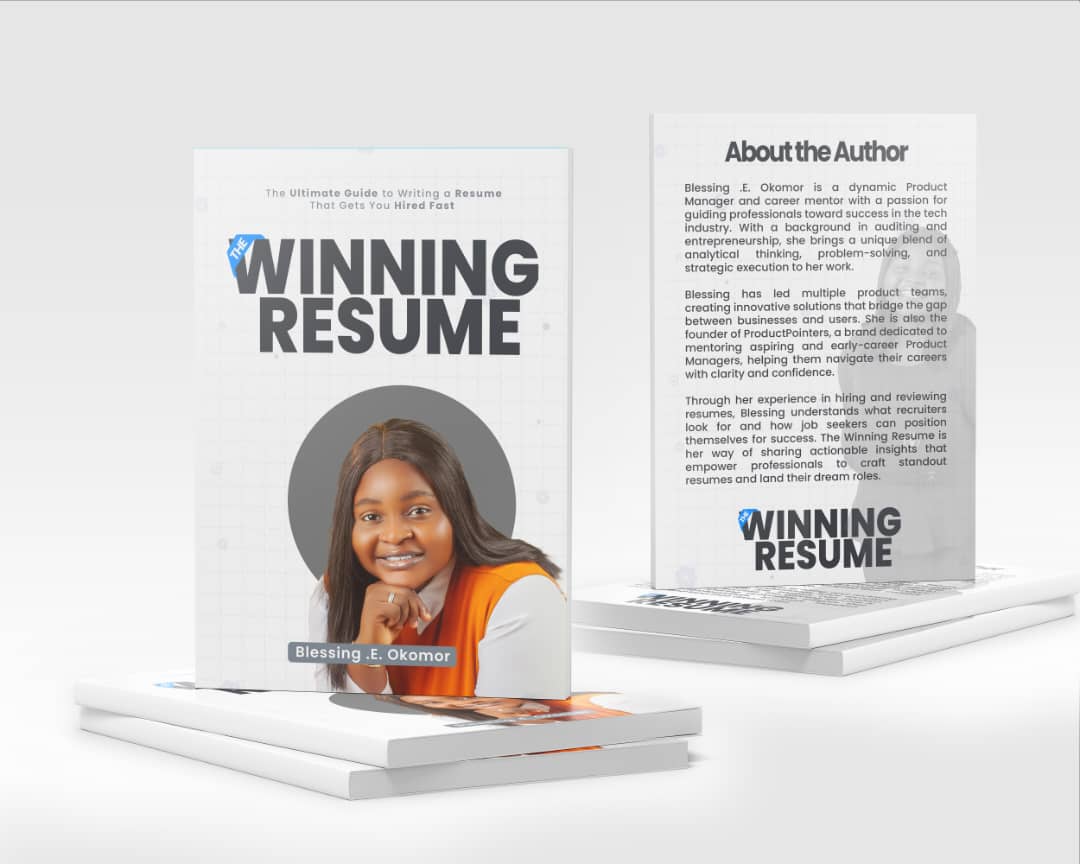 The Ultimate Guide to Writing a Resume
That Gets You Hired Fast
THE
WINNING
RESUME
Blessing .E. Okomor
About the Author
Blessing .E. Okomor is a dynamic Product
Manager and career mentor with a passion for
guiding professionals toward success in the tech
industry. With a background in auditing and
entrepreneurship, she brings a unique blend of
analytical thinking, problem-solving, and
strategic execution to her work.
Blessing has led multiple product teams,
creating innovative solutions that bridge the gap
between businesses and users. She is also the
founder of ProductPointers, a brand dedicated to
mentoring aspiring and early-career Product
Managers, helping them navigate their careers
with clarity and confidence.
Through her experience in hiring and reviewing
resumes, Blessing understands what recruiters
look for and how job seekers can position
themselves for success. The Winning Resume is
her way of sharing actionable insights that
empower professionals to craft standout
resumes and land their dream roles.
THE
WINNING
RESUME
WINNING
RESUME